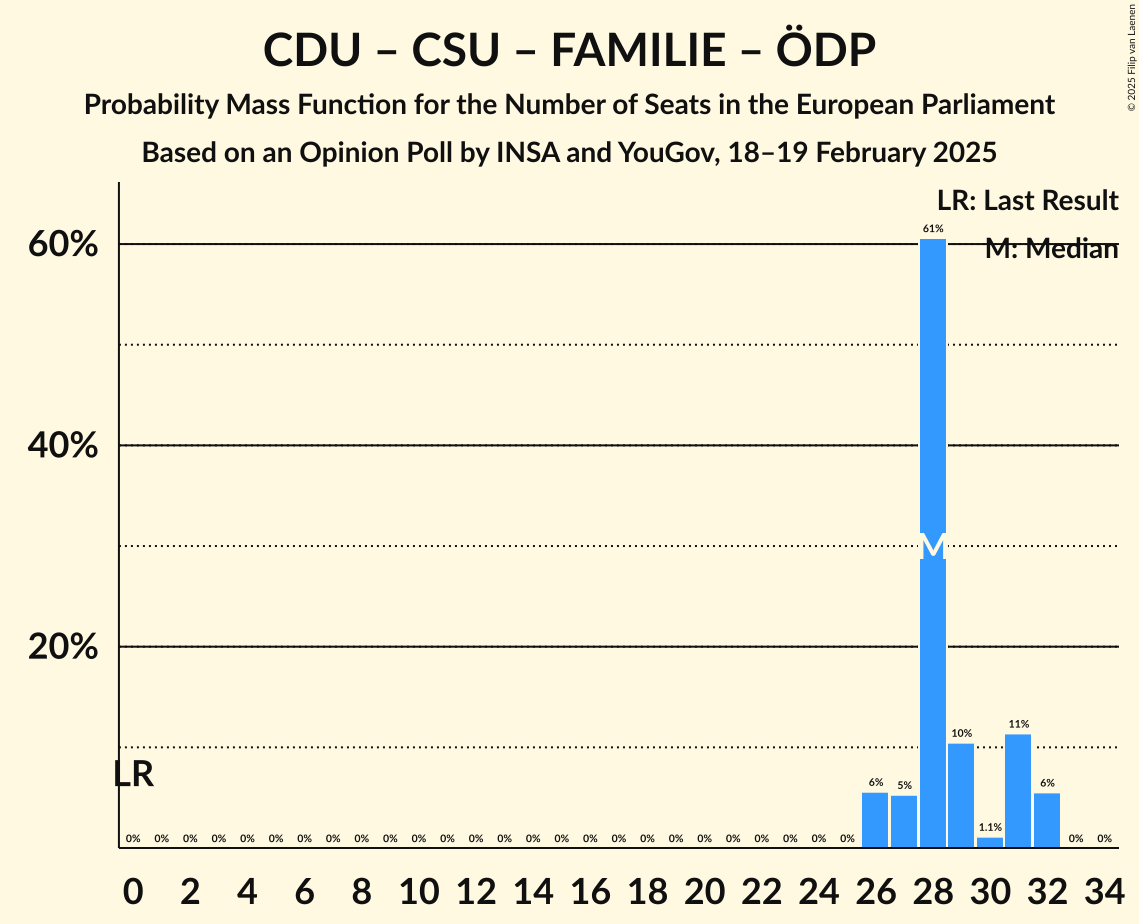 CDU – CSU – FAMILIE – ÖDP
Probability Mass Function for the Number of Seats in the European Parliament
Based on an Opinion Poll by INSA and YouGov, 18–19 February 2025
© 2025 Filip van Laenen
LR: Last Result
M: Median
60%
40%
20%
61%
M
LR
0% 0% 0% 0% 0% 0% 0% 0% 0% 0% 0% 0% 0% 0% 0% 0% 0% 0% 0% 0% 0% 0% 0% 0% 0% 0% 6% 5% 10% 1.1% 11% 6% 0% 0%
0 2 4 6 8 10 12 14 16 18 20 22 24 26 28 30 32 34